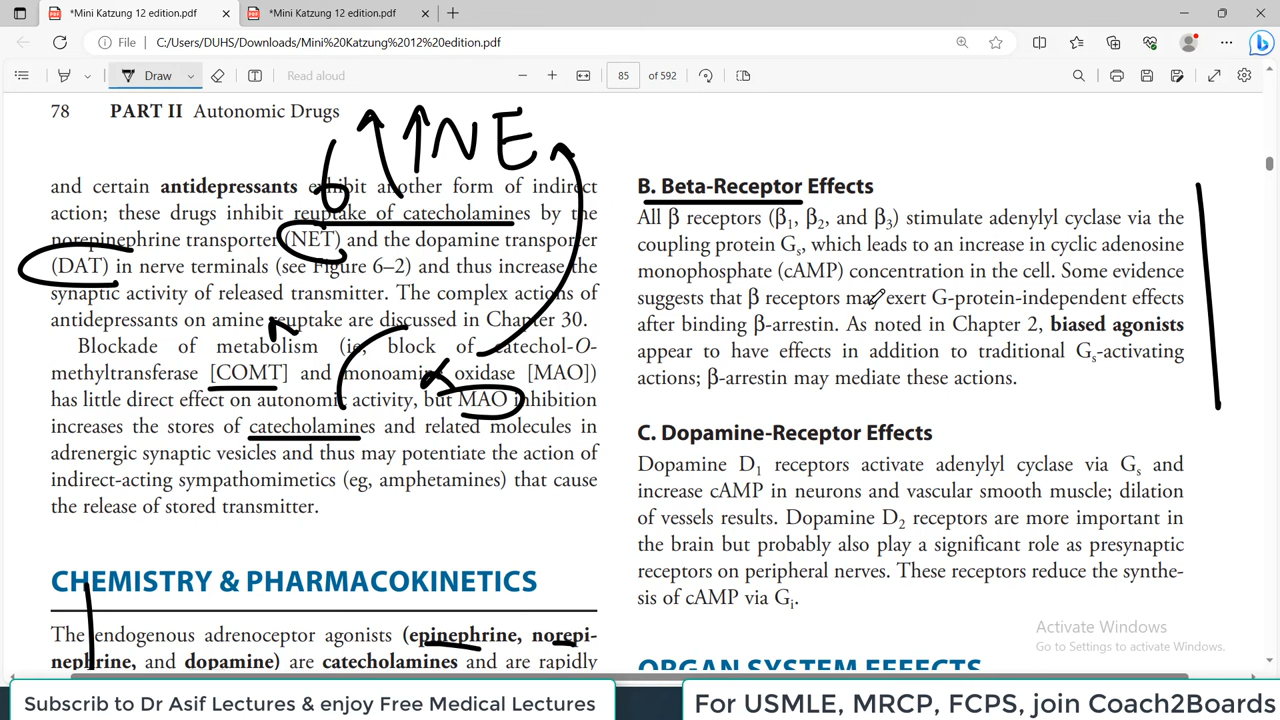 *Mini Katzung 12 edition.pdf
*Mini Katzung 12 edition.pdf
File
C:/Users/DUHS/Downloads/Mini%20Katzung%2012%20edition.pdf
Draw
Read aloud
85 of 592
78 PART II Autonomic Drugs
↑↑NE
and certain antidepressants exhibit another form of indirect
action; these drugs inhibit reuptake of catecholamines by the
norepinephrine transporter (NET) and the dopamine transporter
(DAT) in nerve terminals (see Figure 6–2) and thus increase the
synaptic activity of released transmitter. The complex actions of
antidepressants on amine reuptake are discussed in Chapter 30.
Blockade of metabolism (ie, block of catechol-O-
methyltransferase [COMT] and monoamine oxidase [MAO])
has little direct effect on autonomic activity, but MAO inhibition
increases the stores of catecholamines and related molecules in
adrenergic synaptic vesicles and thus may potentiate the action of
indirect-acting sympathomimetics (eg, amphetamines) that cause
the release of stored transmitter.
CHEMISTRY & PHARMACOKINETICS
The endogenous adrenoceptor agonists (epinephrine, norepi-
nephrine, and dopamine) are catecholamines and are rapidly
B. Beta-Receptor Effects
All β receptors (β1, β2, and β3) stimulate adenylyl cyclase via the
coupling protein Gs, which leads to an increase in cyclic adenosine
monophosphate (cAMP) concentration in the cell. Some evidence
suggests that β receptors may exert G-protein-independent effects
after binding β-arrestin. As noted in Chapter 2, biased agonists
appear to have effects in addition to traditional Gs-activating
actions; β-arrestin may mediate these actions.
C. Dopamine-Receptor Effects
Dopamine D1 receptors activate adenylyl cyclase via Gs and
increase cAMP in neurons and vascular smooth muscle; dilation
of vessels results. Dopamine D2 receptors are more important in
the brain but probably also play a significant role as presynaptic
receptors on peripheral nerves. These receptors reduce the synthe-
sis of cAMP via Gi.
ORGAN SYSTEM EFFECTS
Activate Windows
Go to Settings to activate Windows.
Subscrib to Dr Asif Lectures & enjoy Free Medical Lectures
For USMLE, MRCP, FCPS, join Coach2Boards